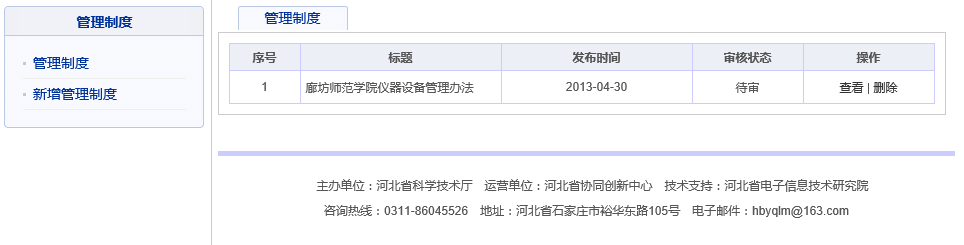 管理制度
管理制度
新增管理制度
管理制度
序号 标题 发布时间 审核状态 操作
1 廊坊师范学院仪器设备管理办法 2013-04-30 待审 查看 | 删除
主办单位：河北省科学技术厅 运营单位：河北省协同创新中心 技术支持：河北省电子信息技术研究院
咨询热线：0311-86045526 地址：河北省石家庄市裕华东路105号 电子邮件：hbyqlm@163.com